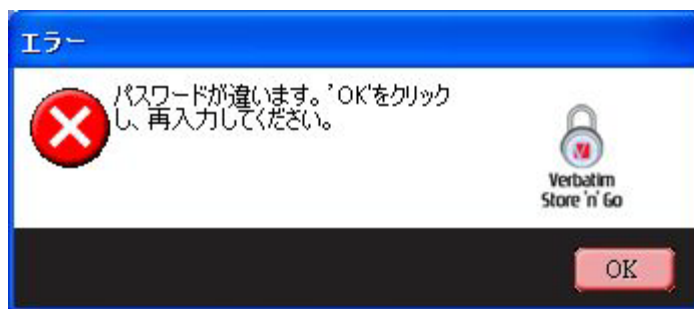 エラー
パスワードが違います。'OK'をクリック
し、再入力してください。
Verbatim
Store 'n' Go
OK